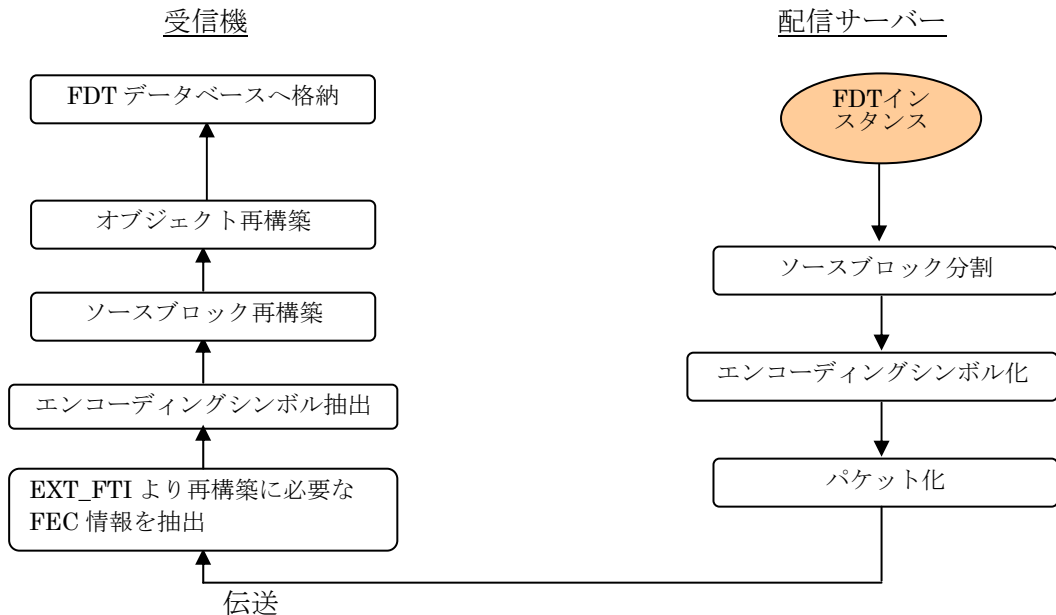 受信機
配信サーバー
FDT データベースへ格納
オブジェクト再構築
ソースブロック再構築
エンコーディングシンボル抽出
EXT_FTI より再構築に必要な
FEC 情報を抽出
FDTイン
スタンス
ソースブロック分割
エンコーディングシンボル化
パケット化
伝送